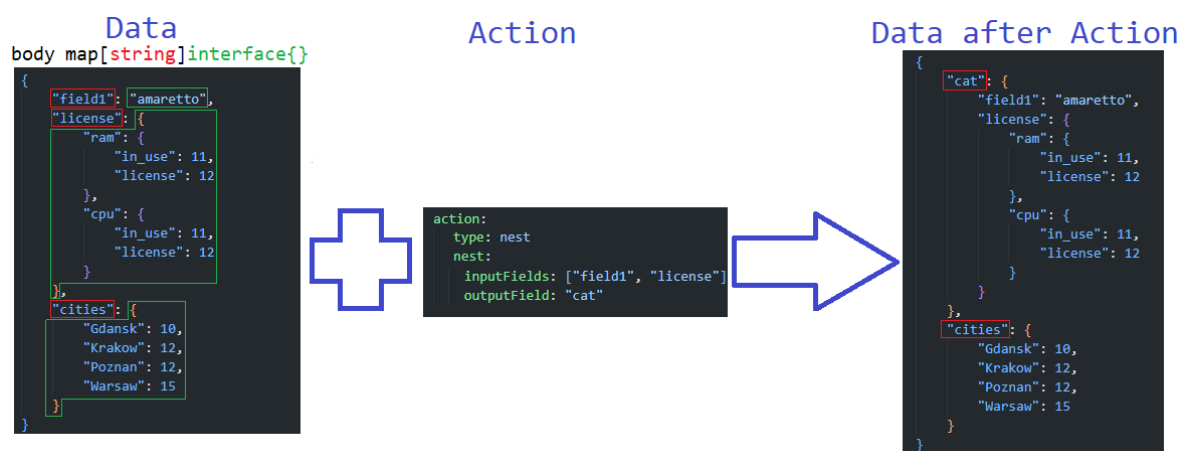 Data
body map[string]interface{}
{
"field1": "amaretto",
"license": {
"ram": {
"in_use": 11,
"license": 12
},
"cpu": {
"in_use": 11,
"license": 12
}
},
"cities": {
"Gdansk": 10,
"Krakow": 12,
"Poznan": 12,
"Warsaw": 15
}
}
Action
action:
type: nest
nest:
inputFields: ["field1", "license"]
outputField: "cat"
Data after Action
{
"cat": {
"field1": "amaretto",
"license": {
"ram": {
"in_use": 11,
"license": 12
},
"cpu": {
"in_use": 11,
"license": 12
}
}
},
"cities": {
"Gdansk": 10,
"Krakow": 12,
"Poznan": 12,
"Warsaw": 15
}
}